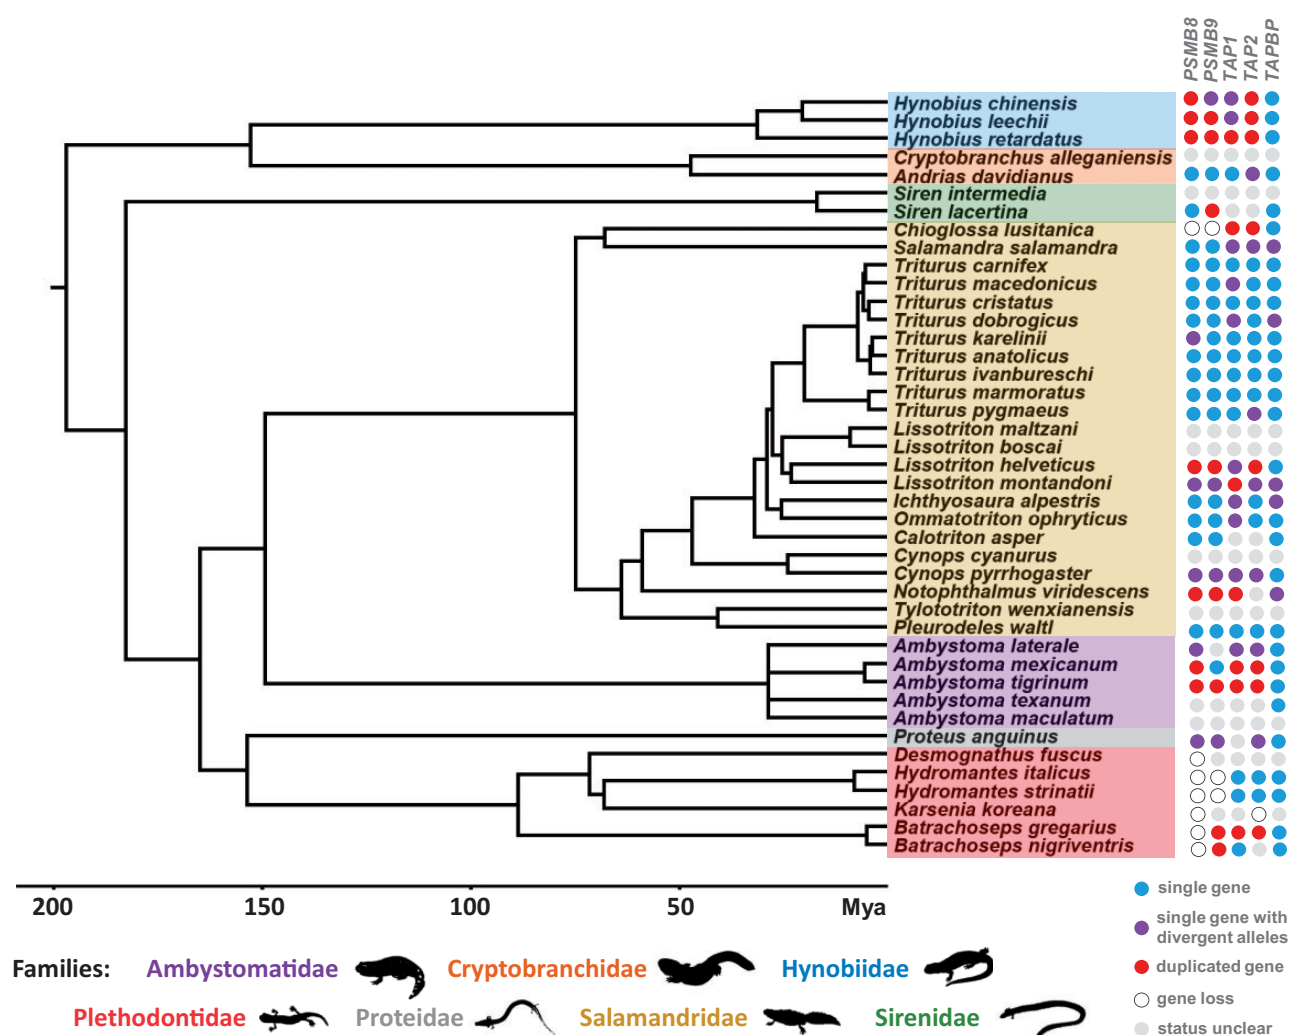 PSMB8 PSMB9 TAP1 TAP2 TAPBP
Hynobius chinensis
Hynobius leechii
Hynobius retardatus
Cryptobranchus alleganiensis
Andrias davidianus
Siren intermedia
Siren lacertina
Chioglossa lusitanica
Salamandra salamandra
Triturus carnifex
Triturus macedonicus
Triturus cristatus
Triturus dobrogicus
Triturus karelinii
Triturus anatolicus
Triturus ivanbureschi
Triturus marmoratus
Triturus pygmaeus
Lissotriton maltzani
Lissotriton boscai
Lissotriton helveticus
Lissotriton montandoni
Ichthyosaura alpestris
Ommatotriton ophryticus
Calotriton asper
Cynops cyanurus
Cynops pyrrhogaster
Notophthalmus viridescens
Tylototriton wenxianensis
Pleurodeles waltl
Ambystoma laterale
Ambystoma mexicanum
Ambystoma tigrinum
Ambystoma texanum
Ambystoma maculatum
Proteus anguinus
Desmognathus fuscus
Hydromantes italicus
Hydromantes strinatii
Karsenia koreana
Batrachoseps gregarius
Batrachoseps nigriventris
200 150 100 50 Mya
single gene
single gene with
divergent alleles
duplicated gene
gene loss
status unclear
Families: Ambystomatidae Cryptobranchidae Hynobiidae
Plethodontidae Proteidae Salamandridae Sirenidae